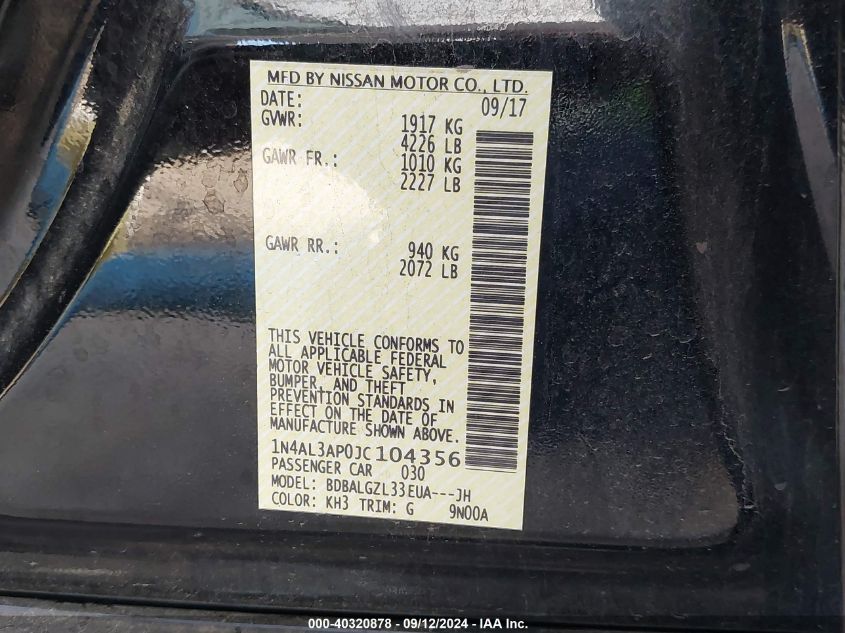 MFD BY NISSAN MOTOR CO., LTD.
DATE: 09/17
GVWR: 1917 KG
4226 LB
GAWR FR.: 1010 KG
2227 LB
GAWR RR.: 940 KG
2072 LB
THIS VEHICLE CONFORMS TO
ALL APPLICABLE FEDERAL
MOTOR VEHICLE SAFETY,
BUMPER, AND THEFT
PREVENTION STANDARDS IN
EFFECT ON THE DATE OF
MANUFACTURE SHOWN ABOVE.
1N4AL3AP0JC104356
PASSENGER CAR 030
MODEL: BDBALGZL33EUA---JH
COLOR: KH3 TRIM: G 9N00A
000-40320878 - 09/12/2024 - IAA Inc.